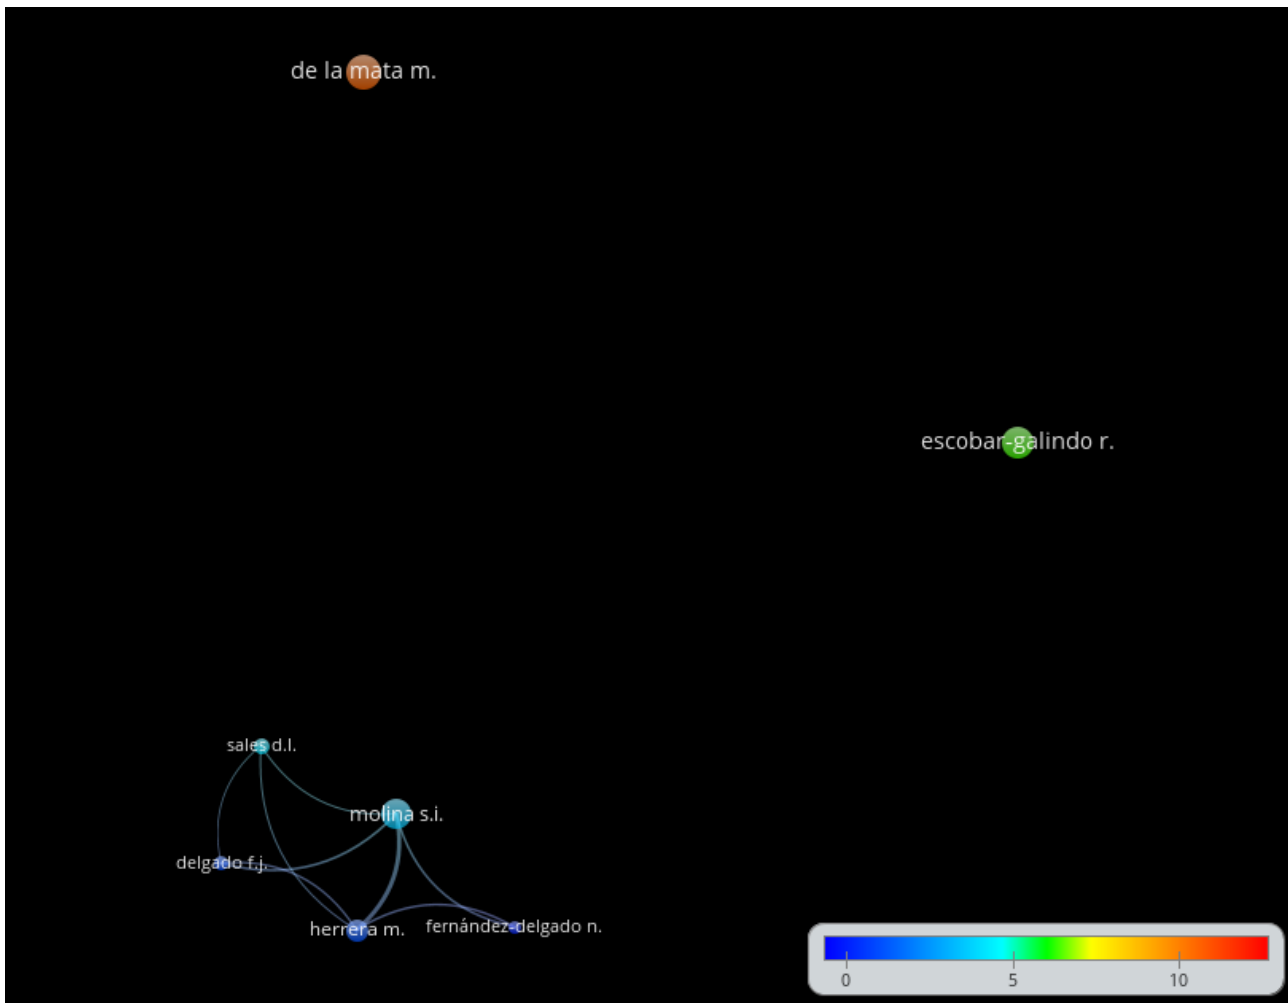 de la mata m.
escobar-galindo r.
sales d.l.
molina s.i.
delgado f.j.
herrera m.
fernández-delgado n.
0 5 10